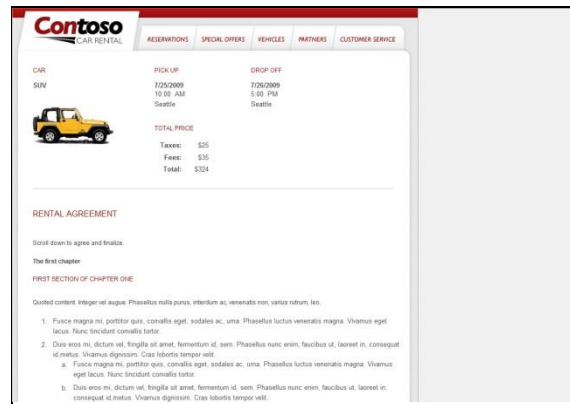 Contoso
CAR RENTAL
RESERVATIONS SPECIAL OFFERS VEHICLES PARTNERS CUSTOMER SERVICE
CAR PICK UP DROP OFF
SUV 7/25/2009 7/26/2009
10:00 AM 5:00 PM
Seattle Seattle
TOTAL PRICE
Taxes: $25
Fees: $35
Total: $324
RENTAL AGREEMENT
Scroll down to agree and finalize.
The first chapter
FIRST SECTION OF CHAPTER ONE
Quoted content. Integer vel augue. Phasellus nulla purus, interdum ac, venenatis non, varius rutrum, leo.
1. Fusce magna mi, porttitor quis, convallis eget, sodales ac, urna. Phasellus luctus venenatis magna. Vivamus eget
lacus. Nunc tincidunt convallis tortor.
2. Duis eros mi, dictum vel, fringilla sit amet, fermentum id, sem. Phasellus nunc enim, faucibus ut, laoreet in, consequat
id,metus. Vivamus dignissim. Cras lobortis tempor velit.
a. Fusce magna mi, porttitor quis, convallis eget, sodales ac, urna. Phasellus luctus venenatis magna. Vivamus
eget lacus. Nunc tincidunt convallis tortor.
b. Duis eros mi, dictum vel, fringilla sit amet, fermentum id, sem. Phasellus nunc enim, faucibus ut, laoreet in,
consequat id,metus. Vivamus dignissim. Cras lobortis tempor velit.